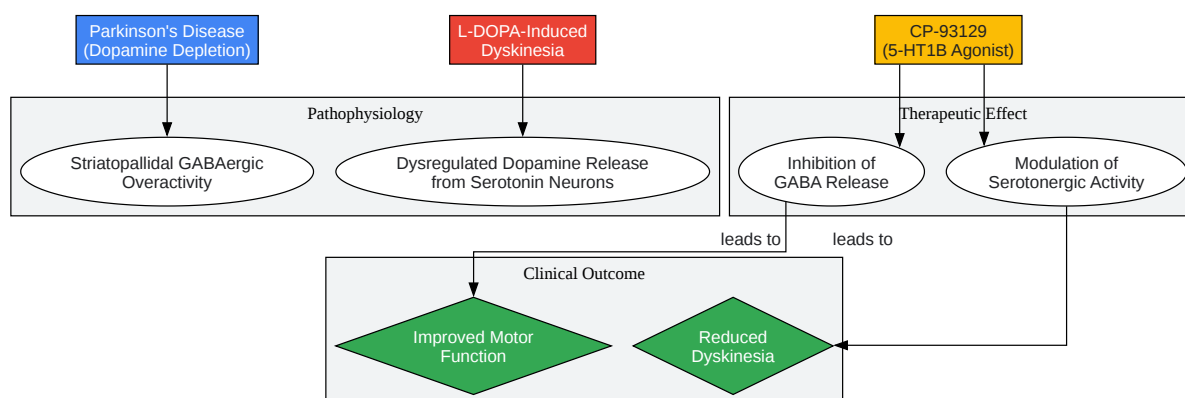 Parkinson's Disease
(Dopamine Depletion)
L-DOPA-Induced
Dyskinesia
CP-93129
(5-HT1B Agonist)
Pathophysiology
Therapeutic Effect
Striatopallidal GABAergic
Overactivity
Dysregulated Dopamine Release
from Serotonin Neurons
Inhibition of
GABA Release
Modulation of
Serotonergic Activity
leads to
leads to
Clinical Outcome
Improved Motor
Function
Reduced
Dyskinesia